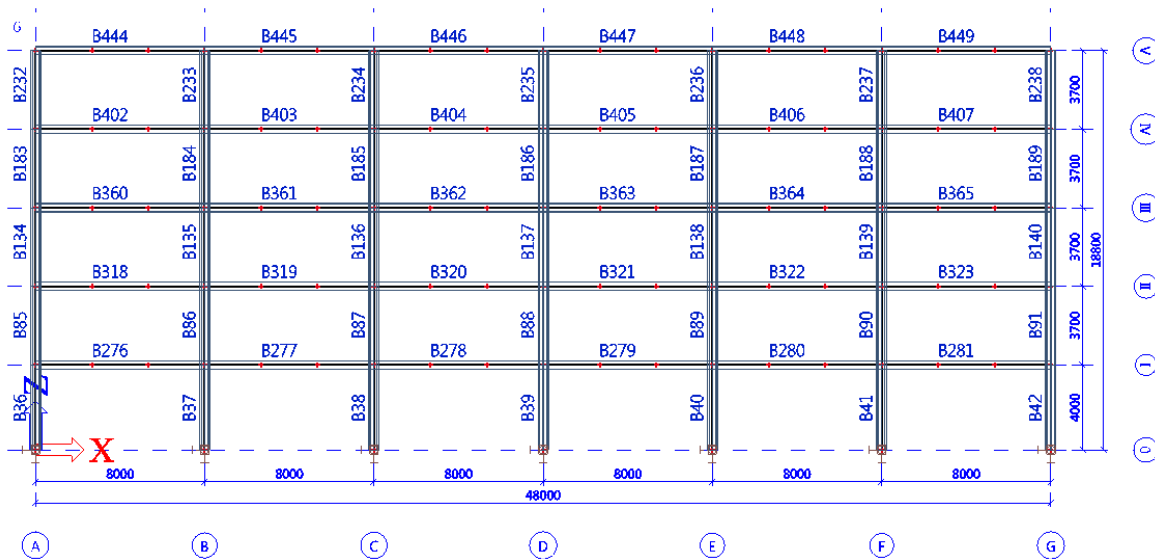 G
B444 B445 B446 B447 B448 B449
V
B232 B233 B234 B235 B236 B237 B238
3700
B402 B403 B404 B405 B406 B407
IV
B183 B184 B185 B186 B187 B188 B189
3700
B360 B361 B362 B363 B364 B365
III
B134 B135 B136 B137 B138 B139 B140
3700
18800
B318 B319 B320 B321 B322 B323
II
B85 B86 B87 B88 B89 B90 B91
3700
B276 B277 B278 B279 B280 B281
I
B36 B37 B38 B39 B40 B41 B42
Z
4000
X
0
8000 8000 8000 8000 8000 8000
48000
A B C D E F G